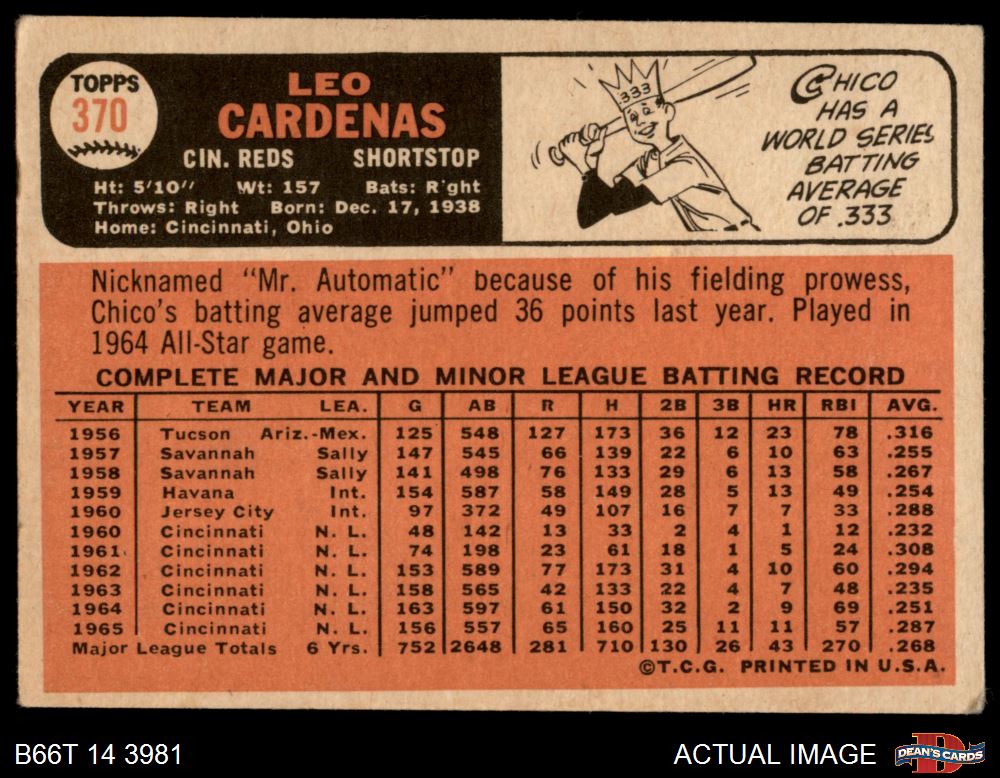 TOPPS
370
LEO
CARDENAS
CIN. REDS SHORTSTOP
Ht: 5'10" Wt: 157 Bats: R'ght
Throws: Right Born: Dec. 17, 1938
Home: Cincinnati, Ohio
333
CHICO
HAS A
WORLD SERIES
BATTING
AVERAGE
OF .333
Nicknamed "Mr. Automatic" because of his fielding prowess,
Chico's batting average jumped 36 points last year. Played in
1964 All-Star game.
COMPLETE MAJOR AND MINOR LEAGUE BATTING RECORD
YEAR TEAM LEA. G AB R H 2B 3B HR RBI AVG.
1956 Tucson Ariz.-Mex. 125 548 127 173 36 12 23 78 .316
1957 Savannah Sally 147 545 66 139 22 6 10 63 .255
1958 Savannah Sally 141 498 76 133 29 6 13 58 .267
1959 Havana Int. 154 587 58 149 28 5 13 49 .254
1960 Jersey City Int. 97 372 49 107 16 7 7 33 .288
1960 Cincinnati N. L. 48 142 13 33 2 4 1 12 .232
1961 Cincinnati N. L. 74 198 23 61 18 1 5 24 .308
1962 Cincinnati N. L. 153 589 77 173 31 4 10 60 .294
1963 Cincinnati N. L. 158 565 42 133 22 4 7 48 .235
1964 Cincinnati N. L. 163 597 61 150 32 2 9 69 .251
1965 Cincinnati N. L. 156 557 65 160 25 11 11 57 .287
Major League Totals 6 Yrs. 752 2648 281 710 130 26 43 270 .268
©T.C.G. PRINTED IN U.S.A.
B66T 14 3981
ACTUAL IMAGE
D
DEAN'S CARDS